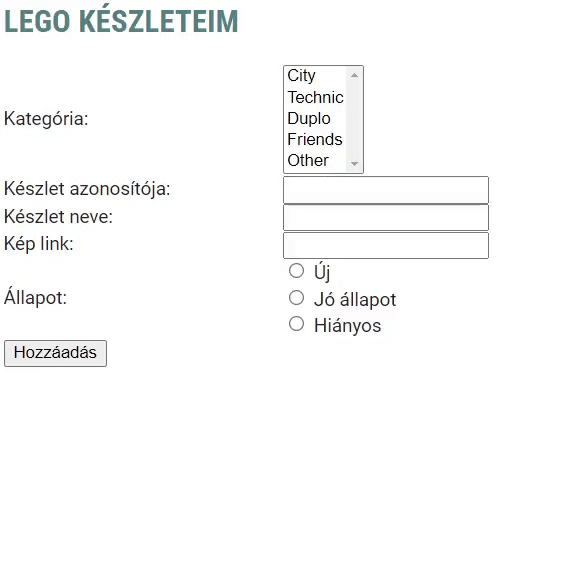 LEGO KÉSZLETEIM
Kategória:
City
Technic
Duplo
Friends
Other
Készlet azonosítója:
Készlet neve:
Kép link:
Állapot:
Új
Jó állapot
Hiányos
Hozzáadás